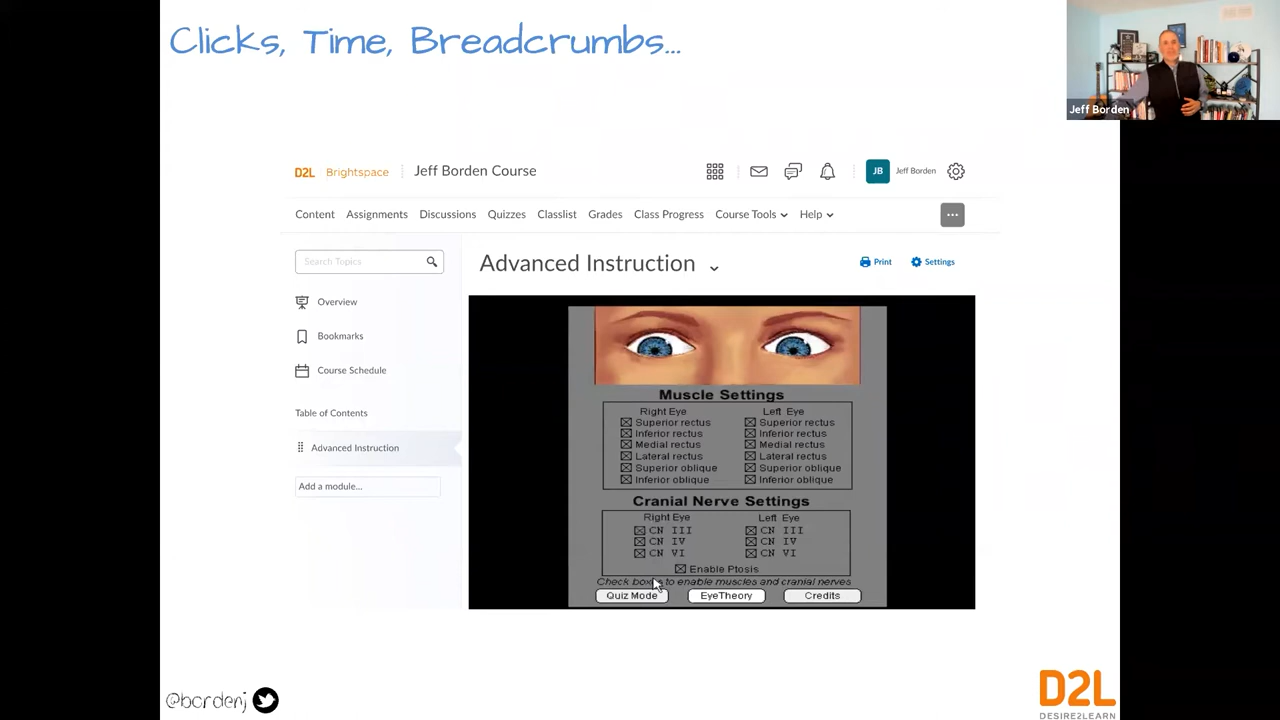 Clicks, Time, Breadcrumbs...
Jeff Borden
D2L Brightspace Jeff Borden Course JB Jeff Borden
Content Assignments Discussions Quizzes Classlist Grades Class Progress Course Tools Help ...
Search Topics
Advanced Instruction
Print Settings
Overview
Bookmarks
Course Schedule
Table of Contents
Advanced Instruction
Add a module...
Muscle Settings
Right Eye Left Eye
Superior rectus Superior rectus
Inferior rectus Inferior rectus
Medial rectus Medial rectus
Lateral rectus Lateral rectus
Superior oblique Superior oblique
Inferior oblique Inferior oblique
Cranial Nerve Settings
Right Eye Left Eye
CN III CN III
CN IV CN IV
CN VI CN VI
Enable Ptosis
Check boxes to enable muscles and cranial nerves
Quiz Mode EyeTheory Credits
@bordenj
D2L
DESIRE2LEARN